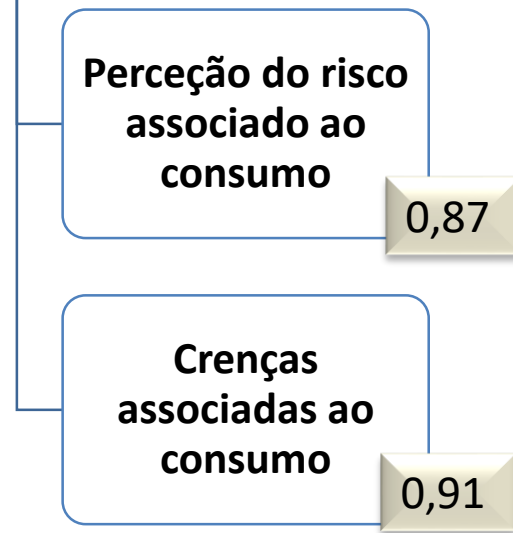 Perceção do risco
associado ao
consumo
0,87
Crenças
associadas ao
consumo
0,91